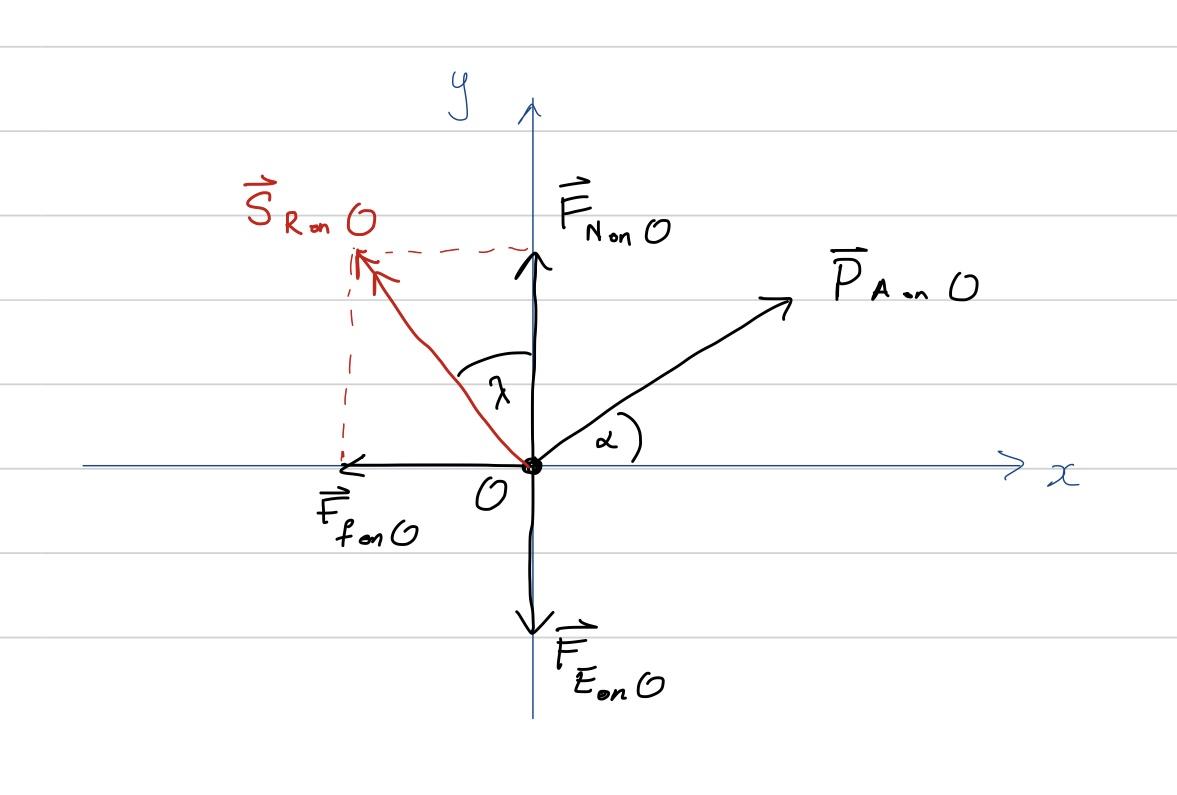 y
S⃗ R on O
F⃗ N on O
P⃗ A on O
λ
α
O
x
F⃗ f on O
F⃗ E on O